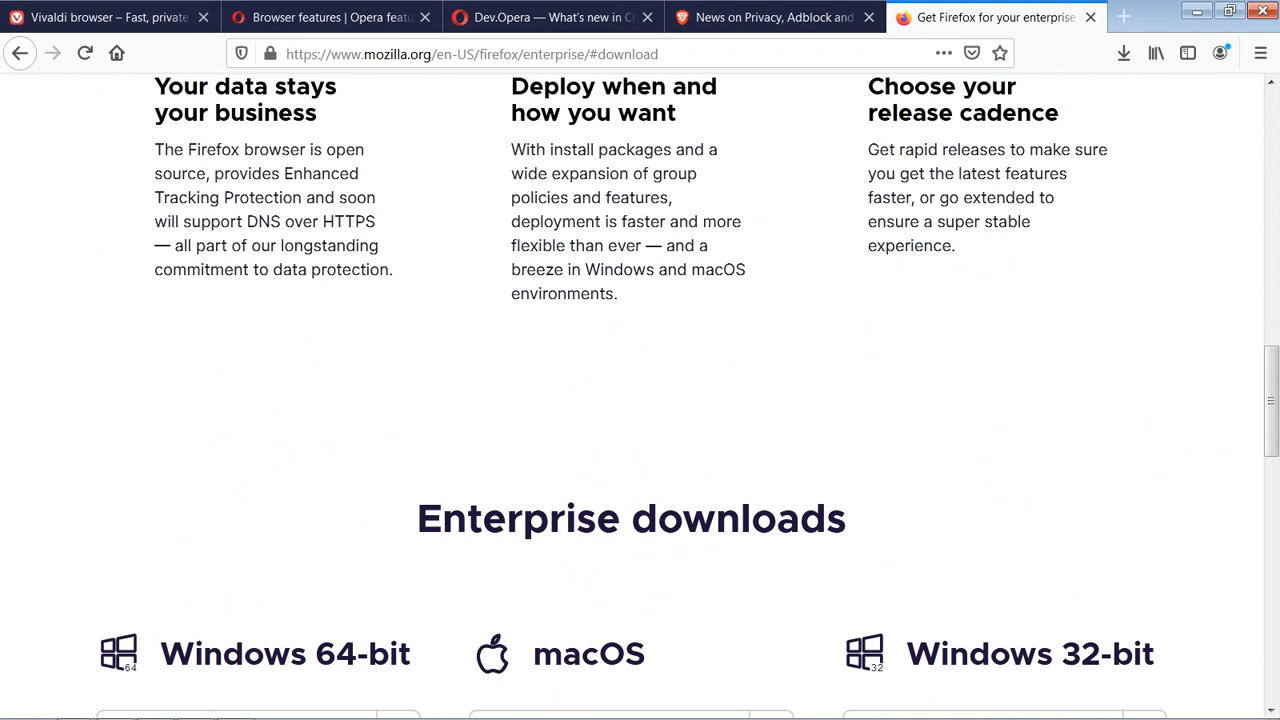 Vivaldi browser – Fast, private
Browser features | Opera featu
Dev.Opera — What's new in C
News on Privacy, Adblock and
Get Firefox for your enterprise
https://www.mozilla.org/en-US/firefox/enterprise/#download
Your data stays
your business
The Firefox browser is open
source, provides Enhanced
Tracking Protection and soon
will support DNS over HTTPS
— all part of our longstanding
commitment to data protection.
Deploy when and
how you want
With install packages and a
wide expansion of group
policies and features,
deployment is faster and more
flexible than ever — and a
breeze in Windows and macOS
environments.
Choose your
release cadence
Get rapid releases to make sure
you get the latest features
faster, or go extended to
ensure a super stable
experience.
Enterprise downloads
64
Windows 64-bit
macOS
32
Windows 32-bit